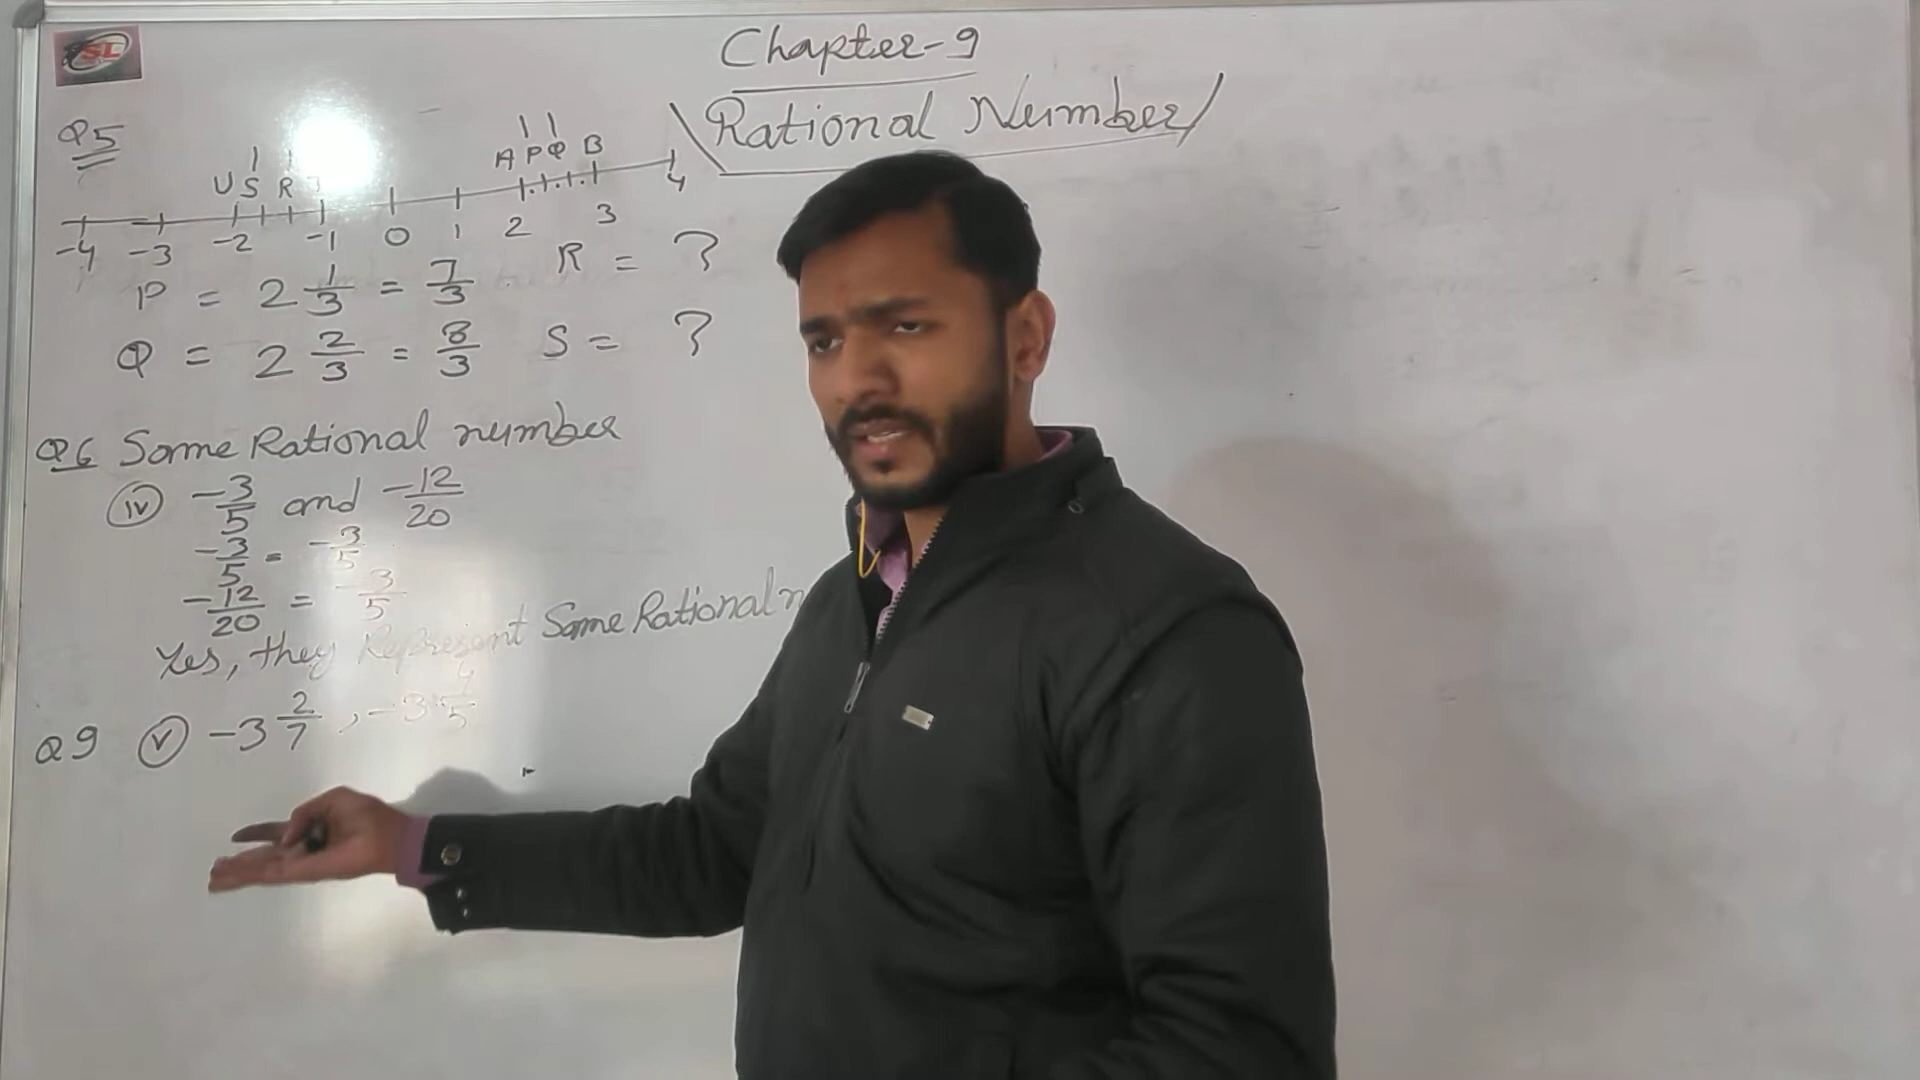 SL
Chapter-9
Rational Number
Q5
U S R A P Q B
-4 -3 -2 -1 0 1 2 3 4
P = 2 1/3 = 7/3 R = ?
Q = 2 2/3 = 8/3 S = ?
Q6 Same Rational number
(iv) -3/5 and -12/20
-3/5 = -3/5
-12/20 = -3/5
Yes, they Represent Same Rational n
Q9 (v) -3 2/7, -3 4/5